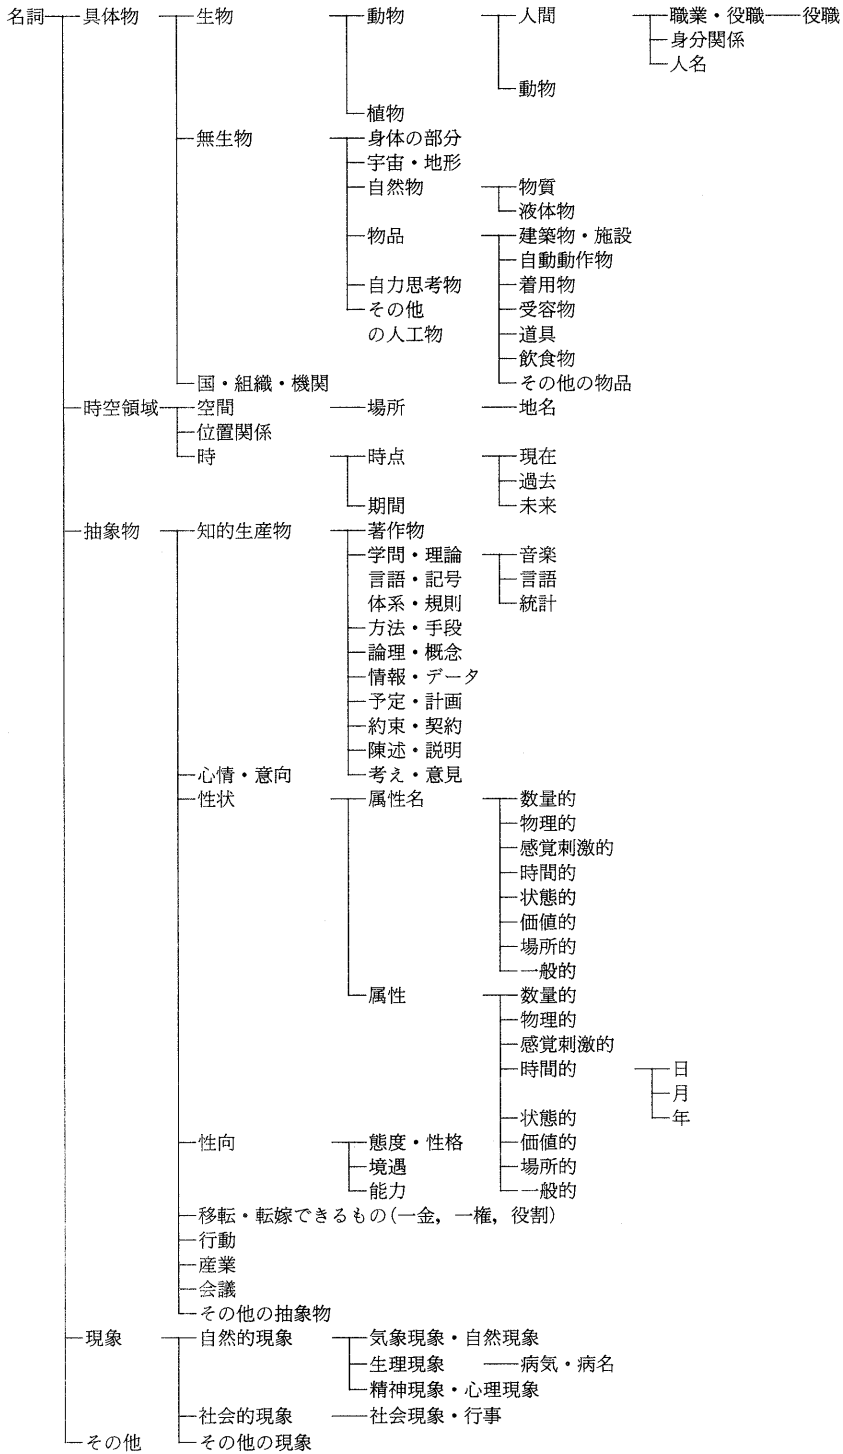 名詞 具体物 生物 動物 人間 職業・役職 役職
身分関係
人名
動物
植物
無生物 身体の部分
宇宙・地形
自然物 物質
液体物
物品 建築物・施設
自動動作物
自力思考物 着用物
その他 受容物
の人工物 道具
飲食物
国・組織・機関 その他の物品
時空領域 空間 場所 地名
位置関係
時 時点 現在
過去
期間 未来
抽象物 知的生産物 著作物
学問・理論 音楽
言語・記号 言語
体系・規則 統計
方法・手段
論理・概念
情報・データ
予定・計画
約束・契約
陳述・説明
心情・意向 考え・意見
性状 属性名 数量的
物理的
感覚刺激的
時間的
状態的
価値的
場所的
一般的
属性 数量的
物理的
感覚刺激的
時間的 日
月
状態的 年
性向 態度・性格 価値的
境遇 場所的
能力 一般的
移転・転嫁できるもの(一金, 一権, 役割)
行動
産業
会議
その他の抽象物
現象 自然的現象 気象現象・自然現象
生理現象 病気・病名
精神現象・心理現象
社会的現象 社会現象・行事
その他 その他の現象